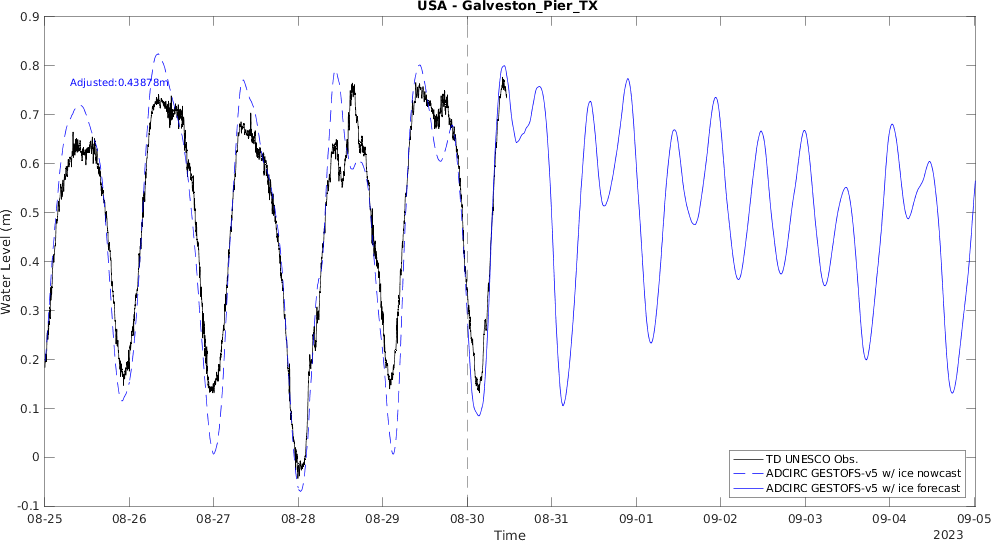 USA - Galveston_Pier_TX
0.9
0.8
Adjusted:0.43878m
0.7
0.6
0.5
Water Level (m)
0.4
0.3
0.2
0.1
0
-0.1
TD UNESCO Obs.
ADCIRC GESTOFS-v5 w/ ice nowcast
ADCIRC GESTOFS-v5 w/ ice forecast
08-25 08-26 08-27 08-28 08-29 08-30 08-31 09-01 09-02 09-03 09-04 09-05
Time
2023